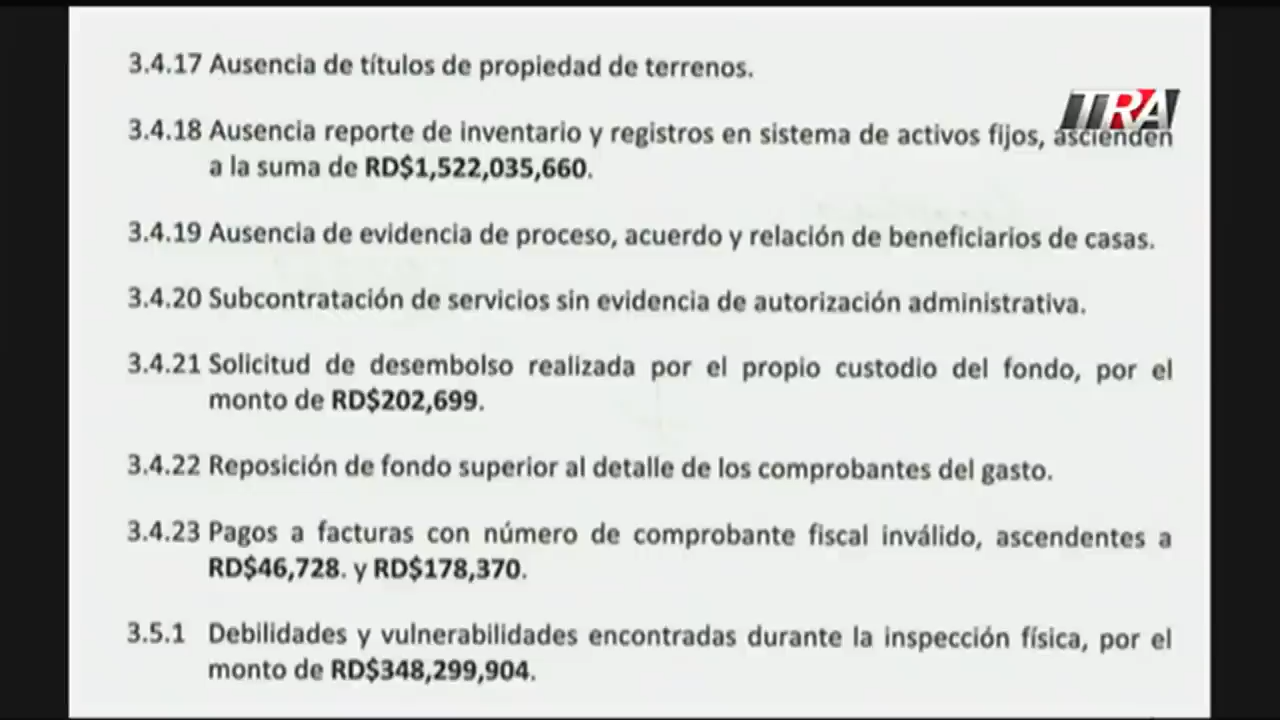 3.4.17 Ausencia de títulos de propiedad de terrenos.
TRA
3.4.18 Ausencia reporte de inventario y registros en sistema de activos fijos, ascienden
a la suma de RD$1,522,035,660.
3.4.19 Ausencia de evidencia de proceso, acuerdo y relación de beneficiarios de casas.
3.4.20 Subcontratación de servicios sin evidencia de autorización administrativa.
3.4.21 Solicitud de desembolso realizada por el propio custodio del fondo, por el
monto de RD$202,699.
3.4.22 Reposición de fondo superior al detalle de los comprobantes del gasto.
3.4.23 Pagos a facturas con número de comprobante fiscal inválido, ascendentes a
RD$46,728. y RD$178,370.
3.5.1 Debilidades y vulnerabilidades encontradas durante la inspección física, por el
monto de RD$348,299,904.